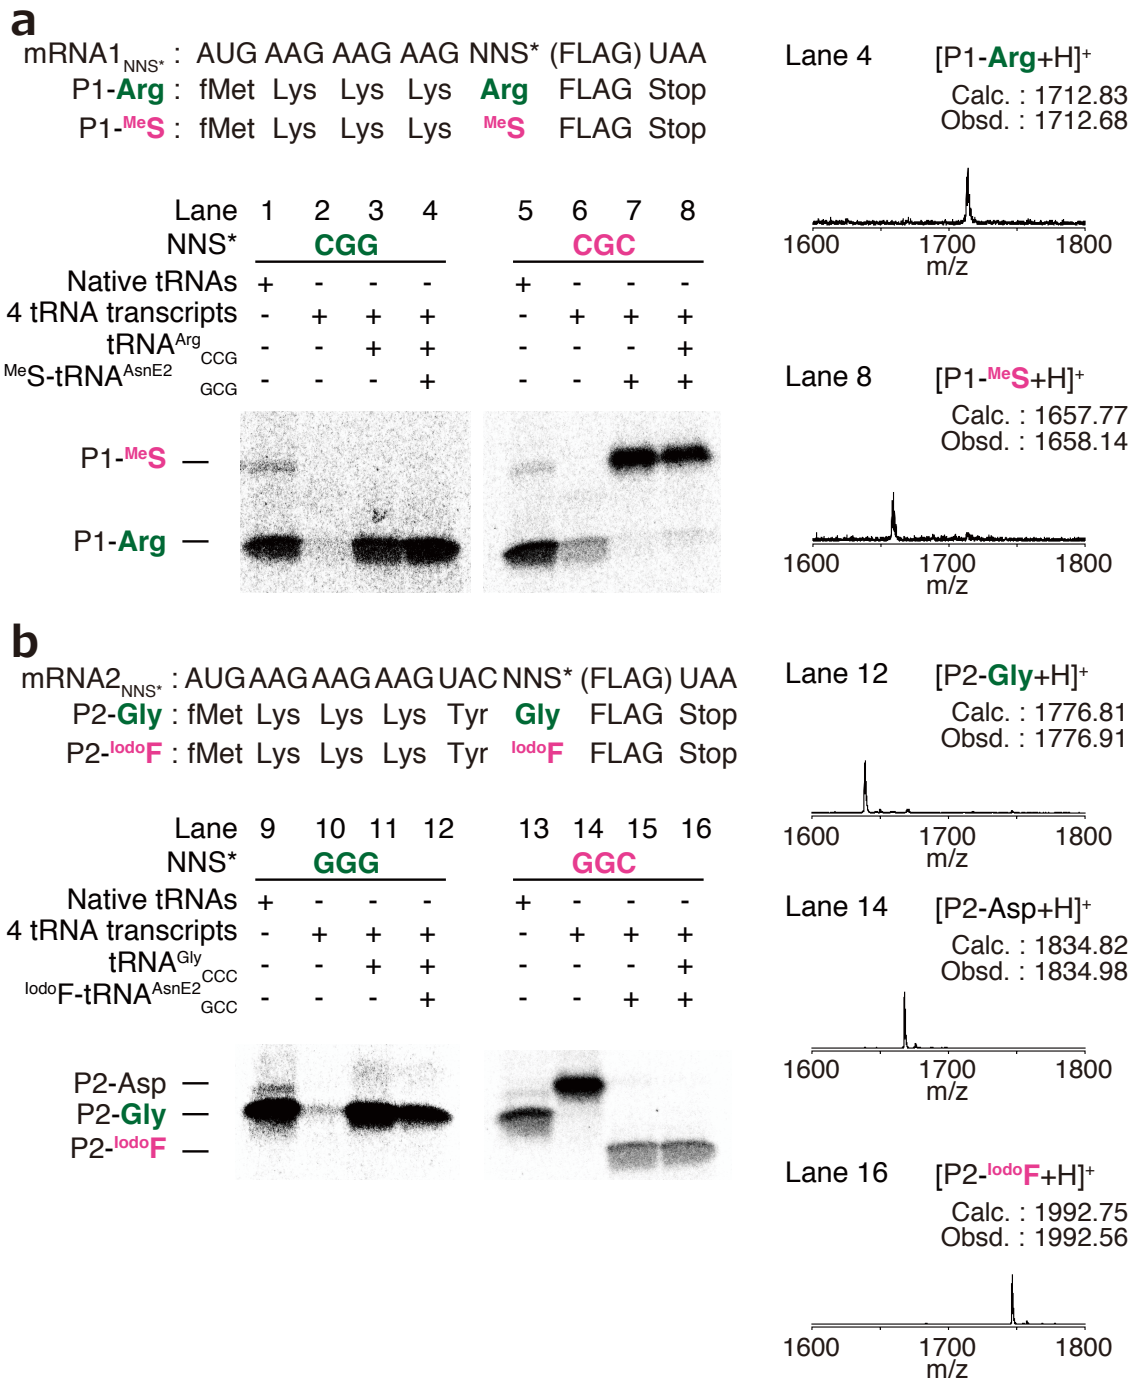 a
mRNA1NNS* : AUG AAG AAG AAG NNS* (FLAG) UAA
P1-Arg : fMet Lys Lys Lys Arg FLAG Stop
P1-MeS : fMet Lys Lys Lys MeS FLAG Stop
Lane 1 2 3 4 5 6 7 8
NNS* CGG CGC
Native tRNAs + - - - + - - -
4 tRNA transcripts - + + + - + + +
tRNAArgCCG - - + + - - - +
MeS-tRNAAsnE2GCG - - - + - - + +
P1-MeS
P1-Arg
Lane 4 [P1-Arg+H]+
Calc. : 1712.83
Obsd. : 1712.68
1600 1700 1800
m/z
Lane 8 [P1-MeS+H]+
Calc. : 1657.77
Obsd. : 1658.14
1600 1700 1800
m/z
b
mRNA2NNS* : AUG AAG AAG AAG UAC NNS* (FLAG) UAA
P2-Gly : fMet Lys Lys Lys Tyr Gly FLAG Stop
P2-IodoF : fMet Lys Lys Lys Tyr IodoF FLAG Stop
Lane 9 10 11 12 13 14 15 16
NNS* GGG GGC
Native tRNAs + - - - + - - -
4 tRNA transcripts - + + + - + + +
tRNAGlyCCC - - + + - - - +
IodoF-tRNAAsnE2GCC - - - + - - + +
P2-Asp
P2-Gly
P2-IodoF
Lane 12 [P2-Gly+H]+
Calc. : 1776.81
Obsd. : 1776.91
1600 1700 1800
m/z
Lane 14 [P2-Asp+H]+
Calc. : 1834.82
Obsd. : 1834.98
1600 1700 1800
m/z
Lane 16 [P2-IodoF+H]+
Calc. : 1992.75
Obsd. : 1992.56
1600 1700 1800
m/z